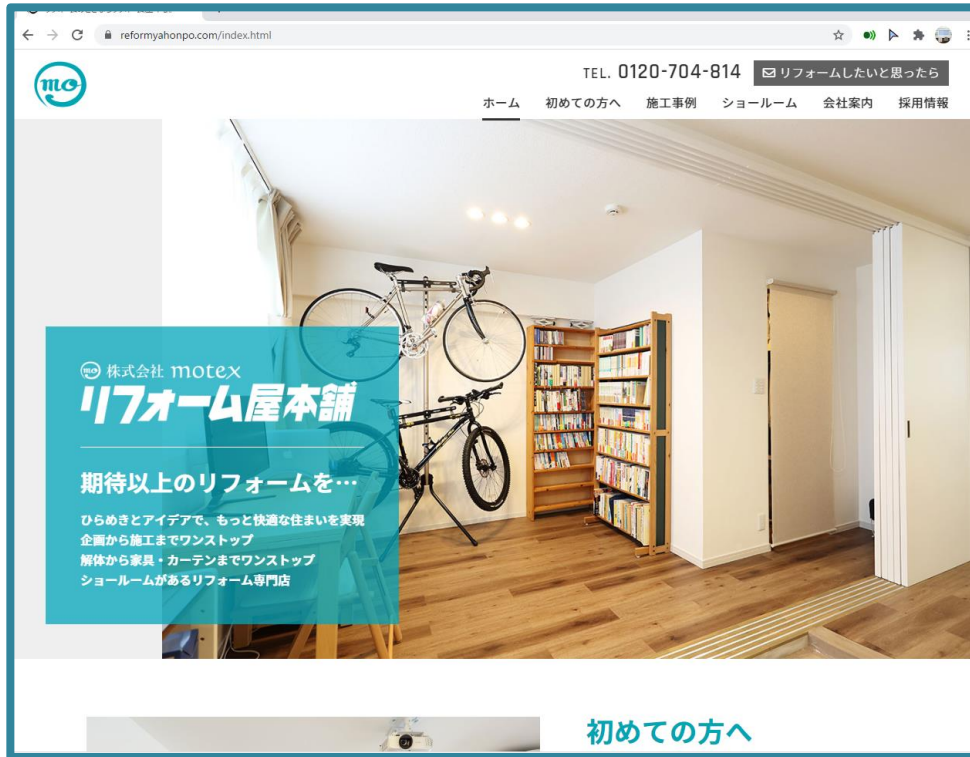 reformyahonpo.com/index.html
mo
TEL. 0120-704-814
リフォームしたいと思ったら
ホーム 初めての方へ 施工事例 ショールーム 会社案内 採用情報
mo 株式会社 motex
リフォーム屋本舗
期待以上のリフォームを…
ひらめきとアイデアで、もっと快適な住まいを実現
企画から施工までワンストップ
解体から家具・カーテンまでワンストップ
ショールームがあるリフォーム専門店
初めての方へ